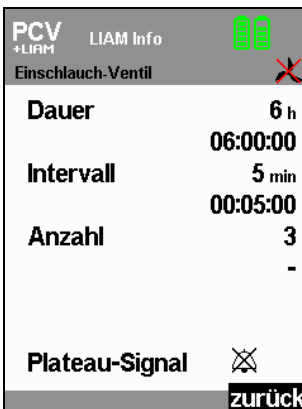 PCV LIAM Info
+LIAM
Einschlauch-Ventil
Dauer 6 h
06:00:00
Intervall 5 min
00:05:00
Anzahl 3
-
Plateau-Signal
zurück